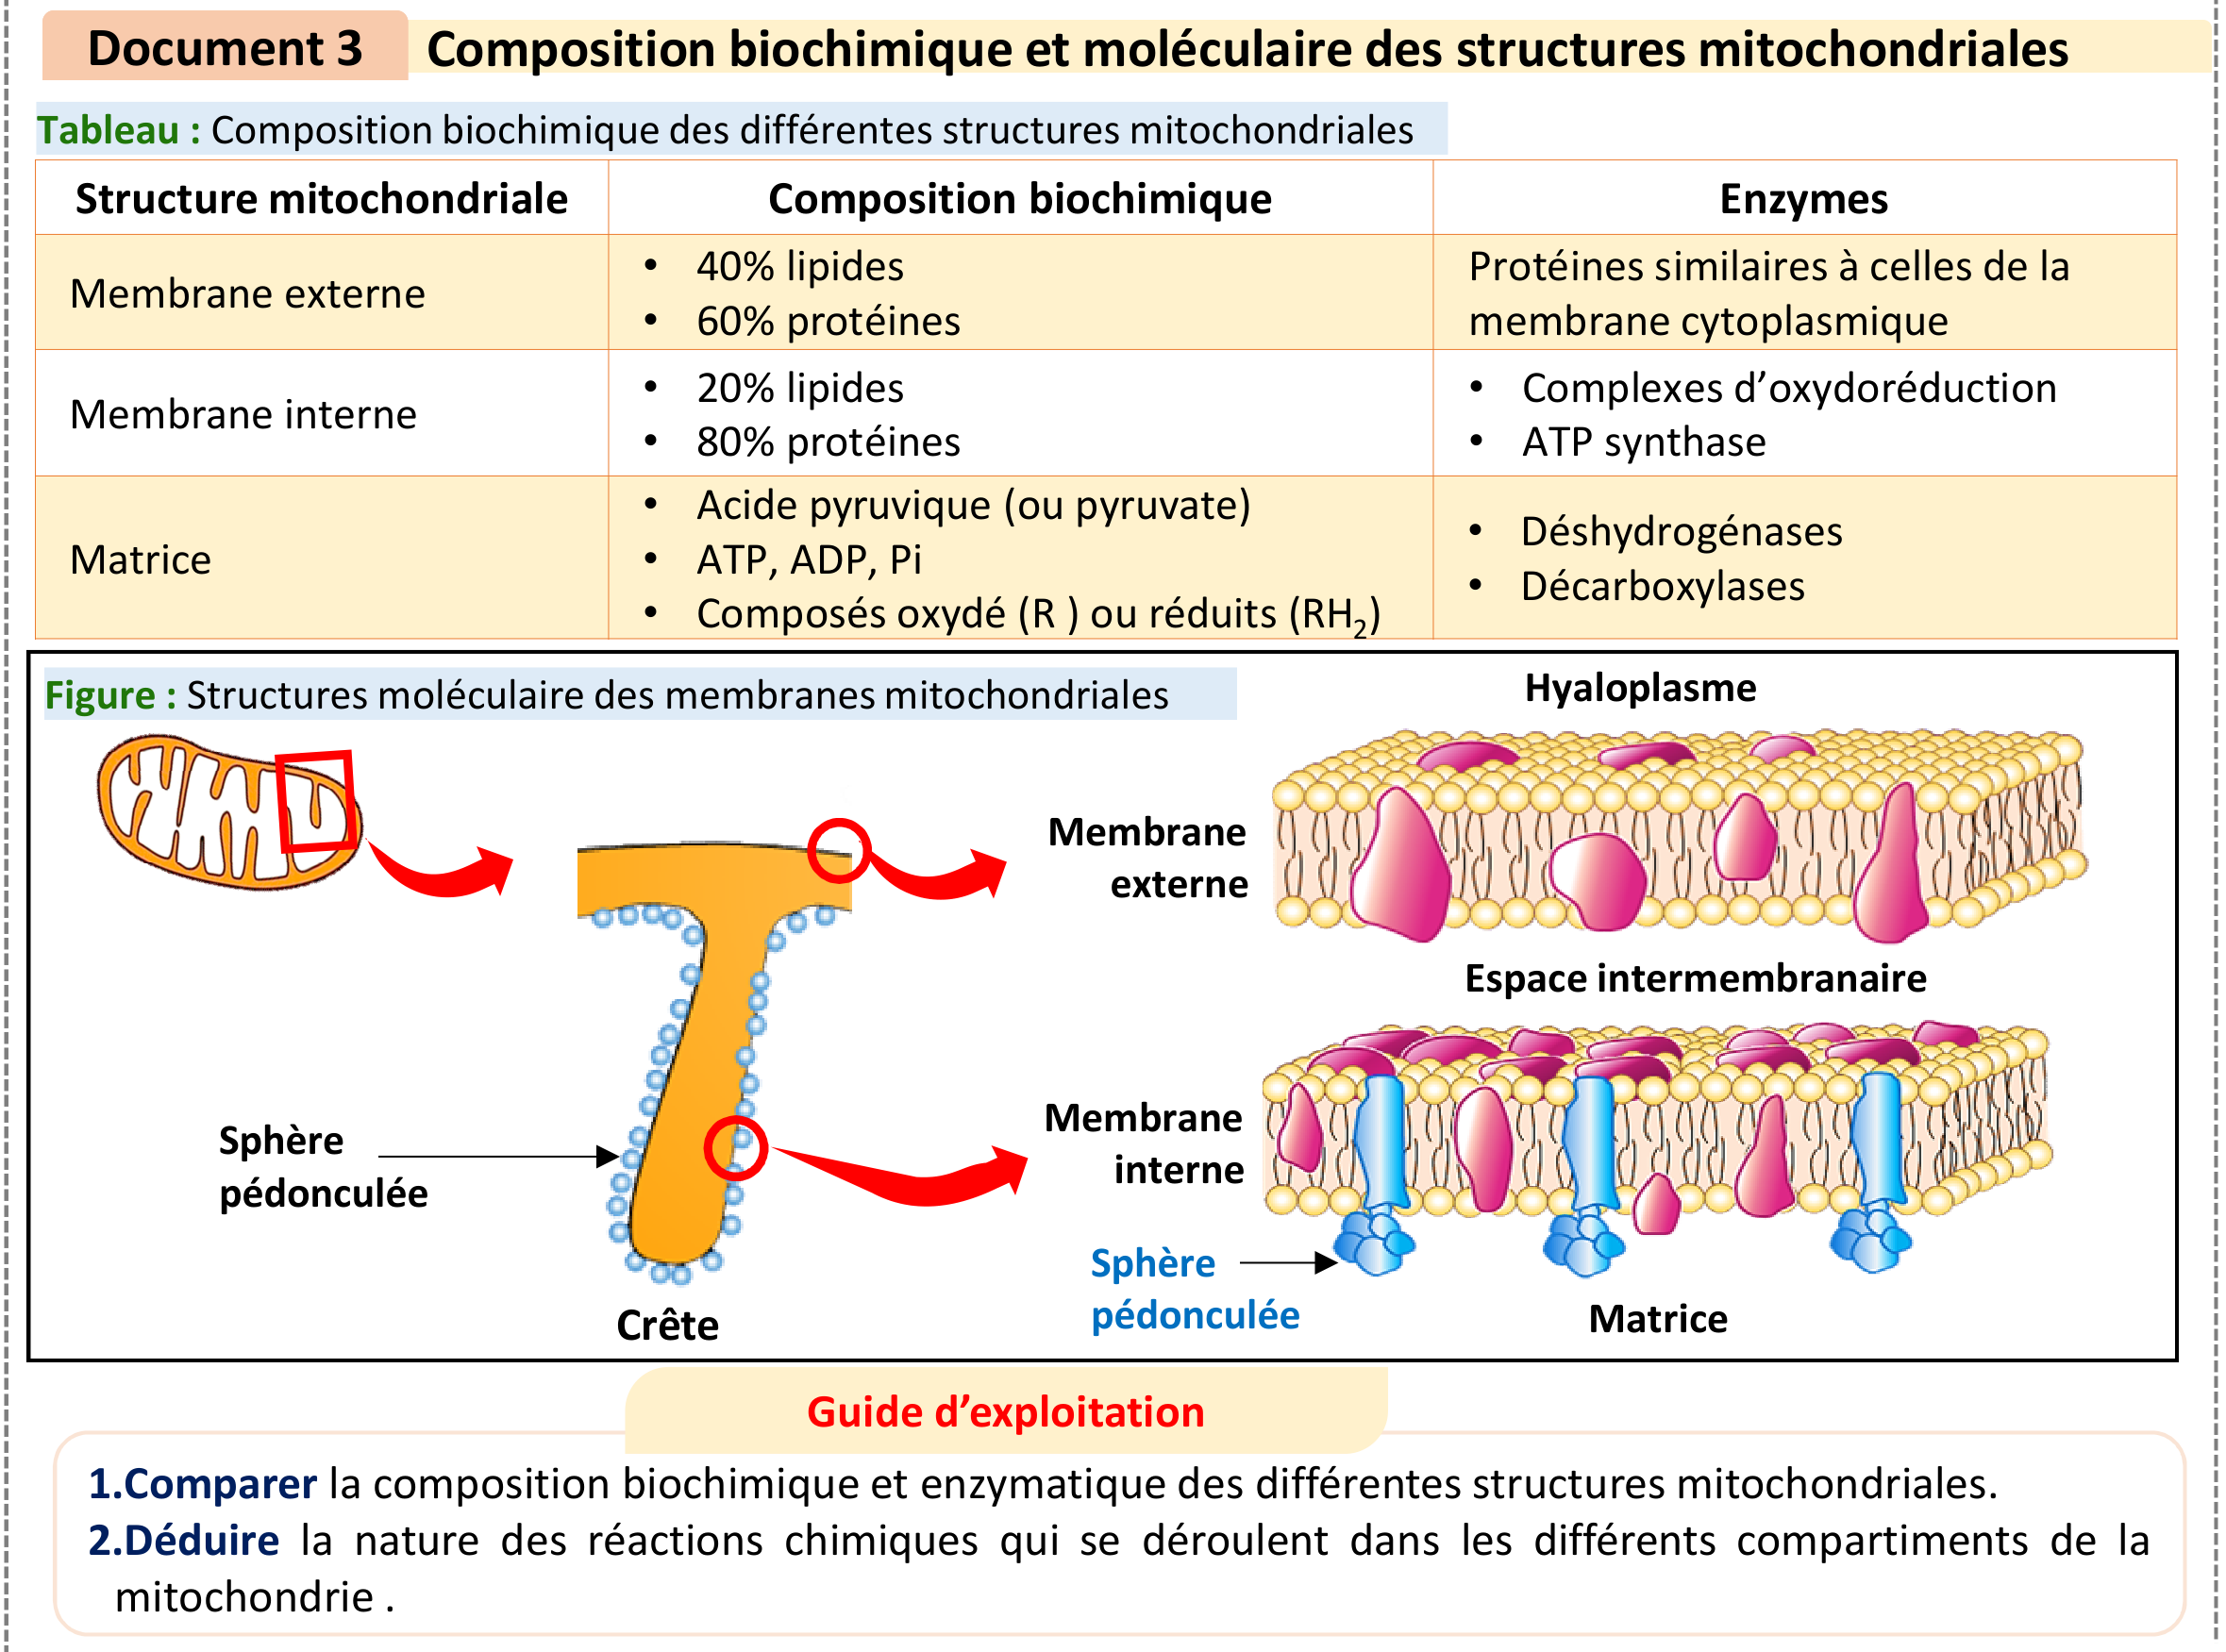 Document 3 Composition biochimique et moléculaire des structures mitochondriales
Tableau : Composition biochimique des différentes structures mitochondriales
Structure mitochondriale Composition biochimique Enzymes
Membrane externe
• 40% lipides
• 60% protéines
Protéines similaires à celles de la
membrane cytoplasmique
Membrane interne
• 20% lipides
• 80% protéines
• Complexes d’oxydoréduction
• ATP synthase
Matrice
• Acide pyruvique (ou pyruvate)
• ATP, ADP, Pi
• Composés oxydé (R ) ou réduits (RH2)
• Déshydrogénases
• Décarboxylases
Figure : Structures moléculaire des membranes mitochondriales
Hyaloplasme
Membrane
externe
Espace intermembranaire
Membrane
interne
Sphère
pédonculée
Sphère
pédonculée
Crête
Matrice
Guide d’exploitation
1.Comparer la composition biochimique et enzymatique des différentes structures mitochondriales.
2.Déduire la nature des réactions chimiques qui se déroulent dans les différents compartiments de la
mitochondrie .